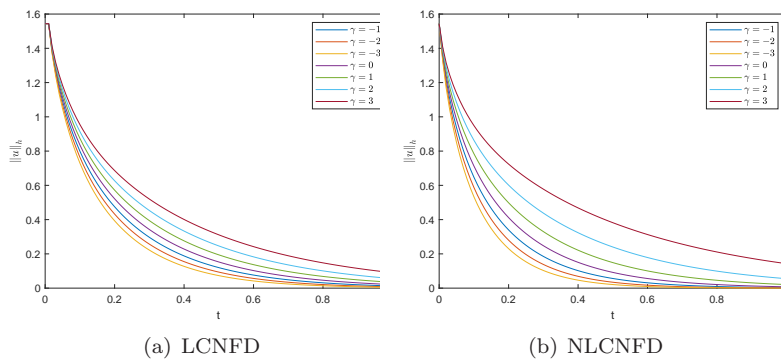 1.6
1.4
1.2
1
0.8
0.6
0.4
0.2
0
‖u‖ₕ
0 0.2 0.4 0.6 0.8
t
γ = −1
γ = −2
γ = −3
γ = 0
γ = 1
γ = 2
γ = 3
(a) LCNFD
1.6
1.4
1.2
1
0.8
0.6
0.4
0.2
0
‖u‖ₕ
0 0.2 0.4 0.6 0.8
t
γ = −1
γ = −2
γ = −3
γ = 0
γ = 1
γ = 2
γ = 3
(b) NLCNFD